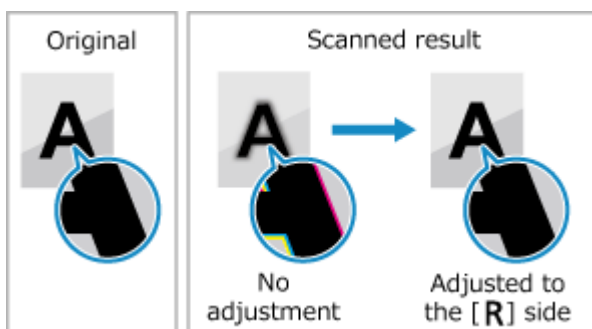 Original
Scanned result
A
A
A
No
adjustment
Adjusted to
the [R] side